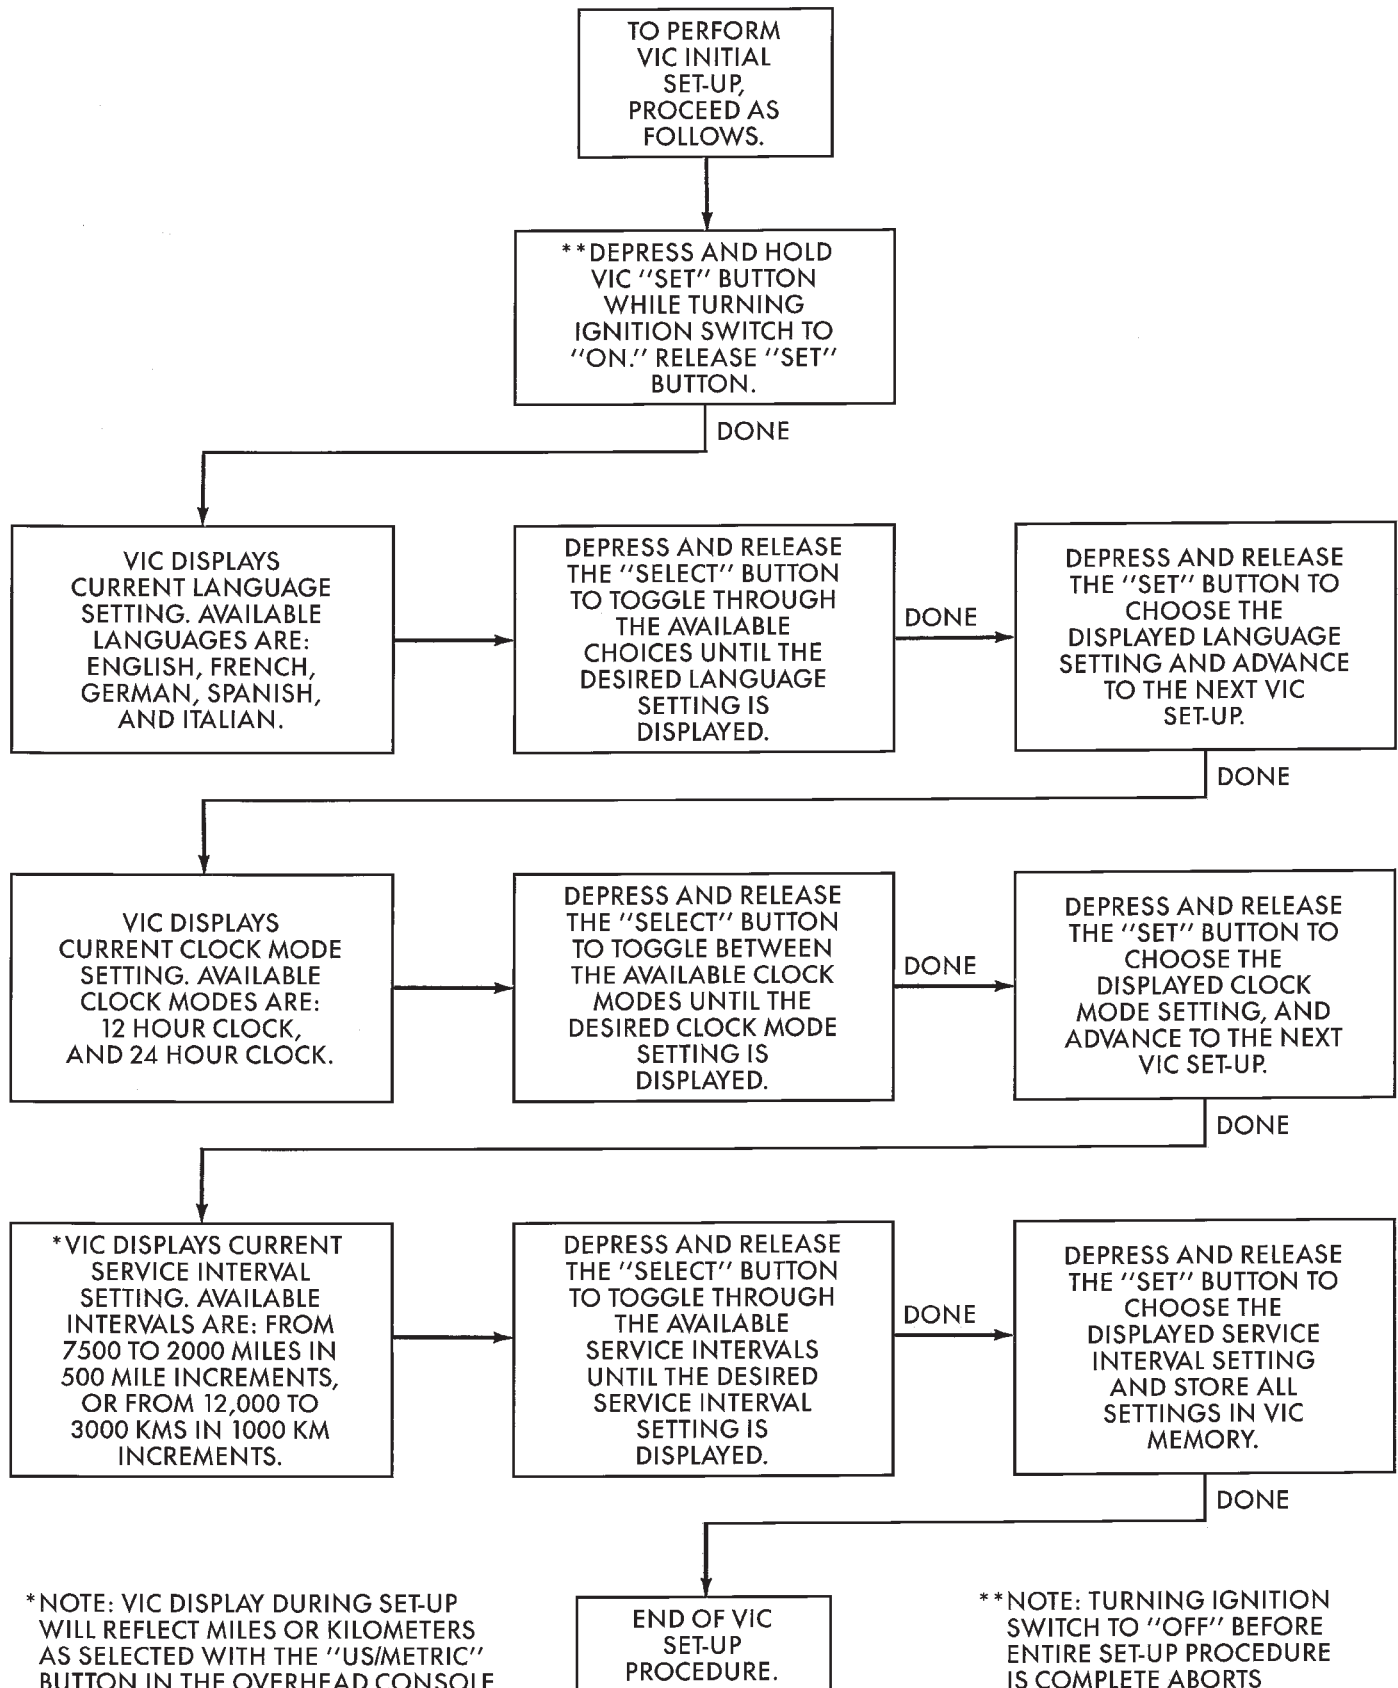 TO PERFORM
VIC INITIAL
SET-UP,
PROCEED AS
FOLLOWS.
**DEPRESS AND HOLD
VIC "SET" BUTTON
WHILE TURNING
IGNITION SWITCH TO
"ON." RELEASE "SET"
BUTTON.
DONE
VIC DISPLAYS
CURRENT LANGUAGE
SETTING. AVAILABLE
LANGUAGES ARE:
ENGLISH, FRENCH,
GERMAN, SPANISH,
AND ITALIAN.
DEPRESS AND RELEASE
THE "SELECT" BUTTON
TO TOGGLE THROUGH
THE AVAILABLE
CHOICES UNTIL THE
DESIRED LANGUAGE
SETTING IS
DISPLAYED.
DONE
DEPRESS AND RELEASE
THE "SET" BUTTON TO
CHOOSE THE
DISPLAYED LANGUAGE
SETTING AND ADVANCE
TO THE NEXT VIC
SET-UP.
DONE
VIC DISPLAYS
CURRENT CLOCK MODE
SETTING. AVAILABLE
CLOCK MODES ARE:
12 HOUR CLOCK,
AND 24 HOUR CLOCK.
DEPRESS AND RELEASE
THE "SELECT" BUTTON
TO TOGGLE BETWEEN
THE AVAILABLE CLOCK
MODES UNTIL THE
DESIRED CLOCK MODE
SETTING IS
DISPLAYED.
DONE
DEPRESS AND RELEASE
THE "SET" BUTTON TO
CHOOSE THE
DISPLAYED CLOCK
MODE SETTING, AND
ADVANCE TO THE NEXT
VIC SET-UP.
DONE
*VIC DISPLAYS CURRENT
SERVICE INTERVAL
SETTING. AVAILABLE
INTERVALS ARE: FROM
7500 TO 2000 MILES IN
500 MILE INCREMENTS,
OR FROM 12,000 TO
3000 KMS IN 1000 KM
INCREMENTS.
DEPRESS AND RELEASE
THE "SELECT" BUTTON
TO TOGGLE THROUGH
THE AVAILABLE
SERVICE INTERVALS
UNTIL THE DESIRED
SERVICE INTERVAL
SETTING IS
DISPLAYED.
DONE
DEPRESS AND RELEASE
THE "SET" BUTTON TO
CHOOSE THE
DISPLAYED SERVICE
INTERVAL SETTING
AND STORE ALL
SETTINGS IN VIC
MEMORY.
DONE
*NOTE: VIC DISPLAY DURING SET-UP
WILL REFLECT MILES OR KILOMETERS
AS SELECTED WITH THE "US/METRIC"
BUTTON IN THE OVERHEAD CONSOLE
END OF VIC
SET-UP
PROCEDURE.
**NOTE: TURNING IGNITION
SWITCH TO "OFF" BEFORE
ENTIRE SET-UP PROCEDURE
IS COMPLETE ABORTS